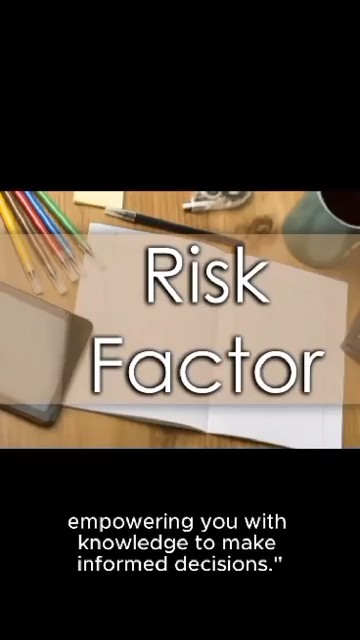 Risk
Factor
empowering you with
knowledge to make
informed decisions."